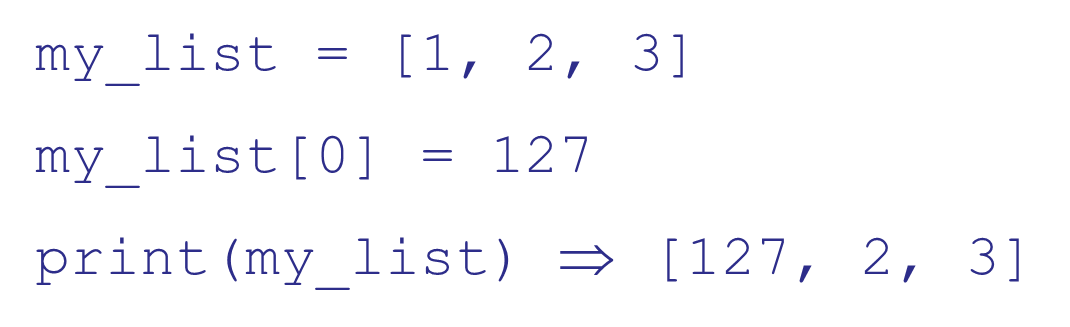 my_list = [1, 2, 3]
my_list[0] = 127
print(my_list) ⇒ [127, 2, 3]